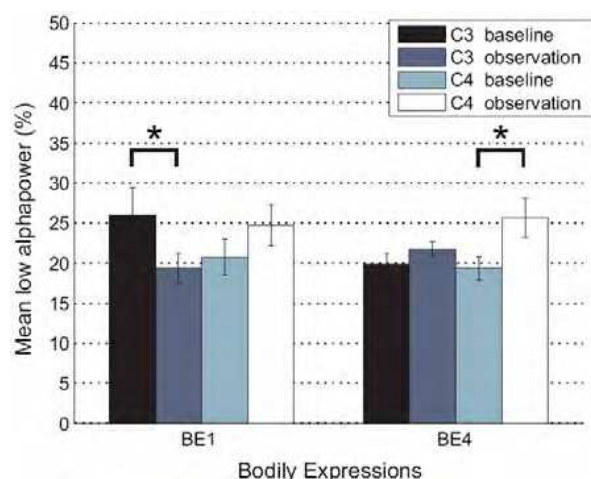 50
45
40
35
30
25
20
15
10
5
0
Mean low alphapower (%)
C3 baseline
C3 observation
C4 baseline
C4 observation
*
*
BE1
BE4
Bodily Expressions